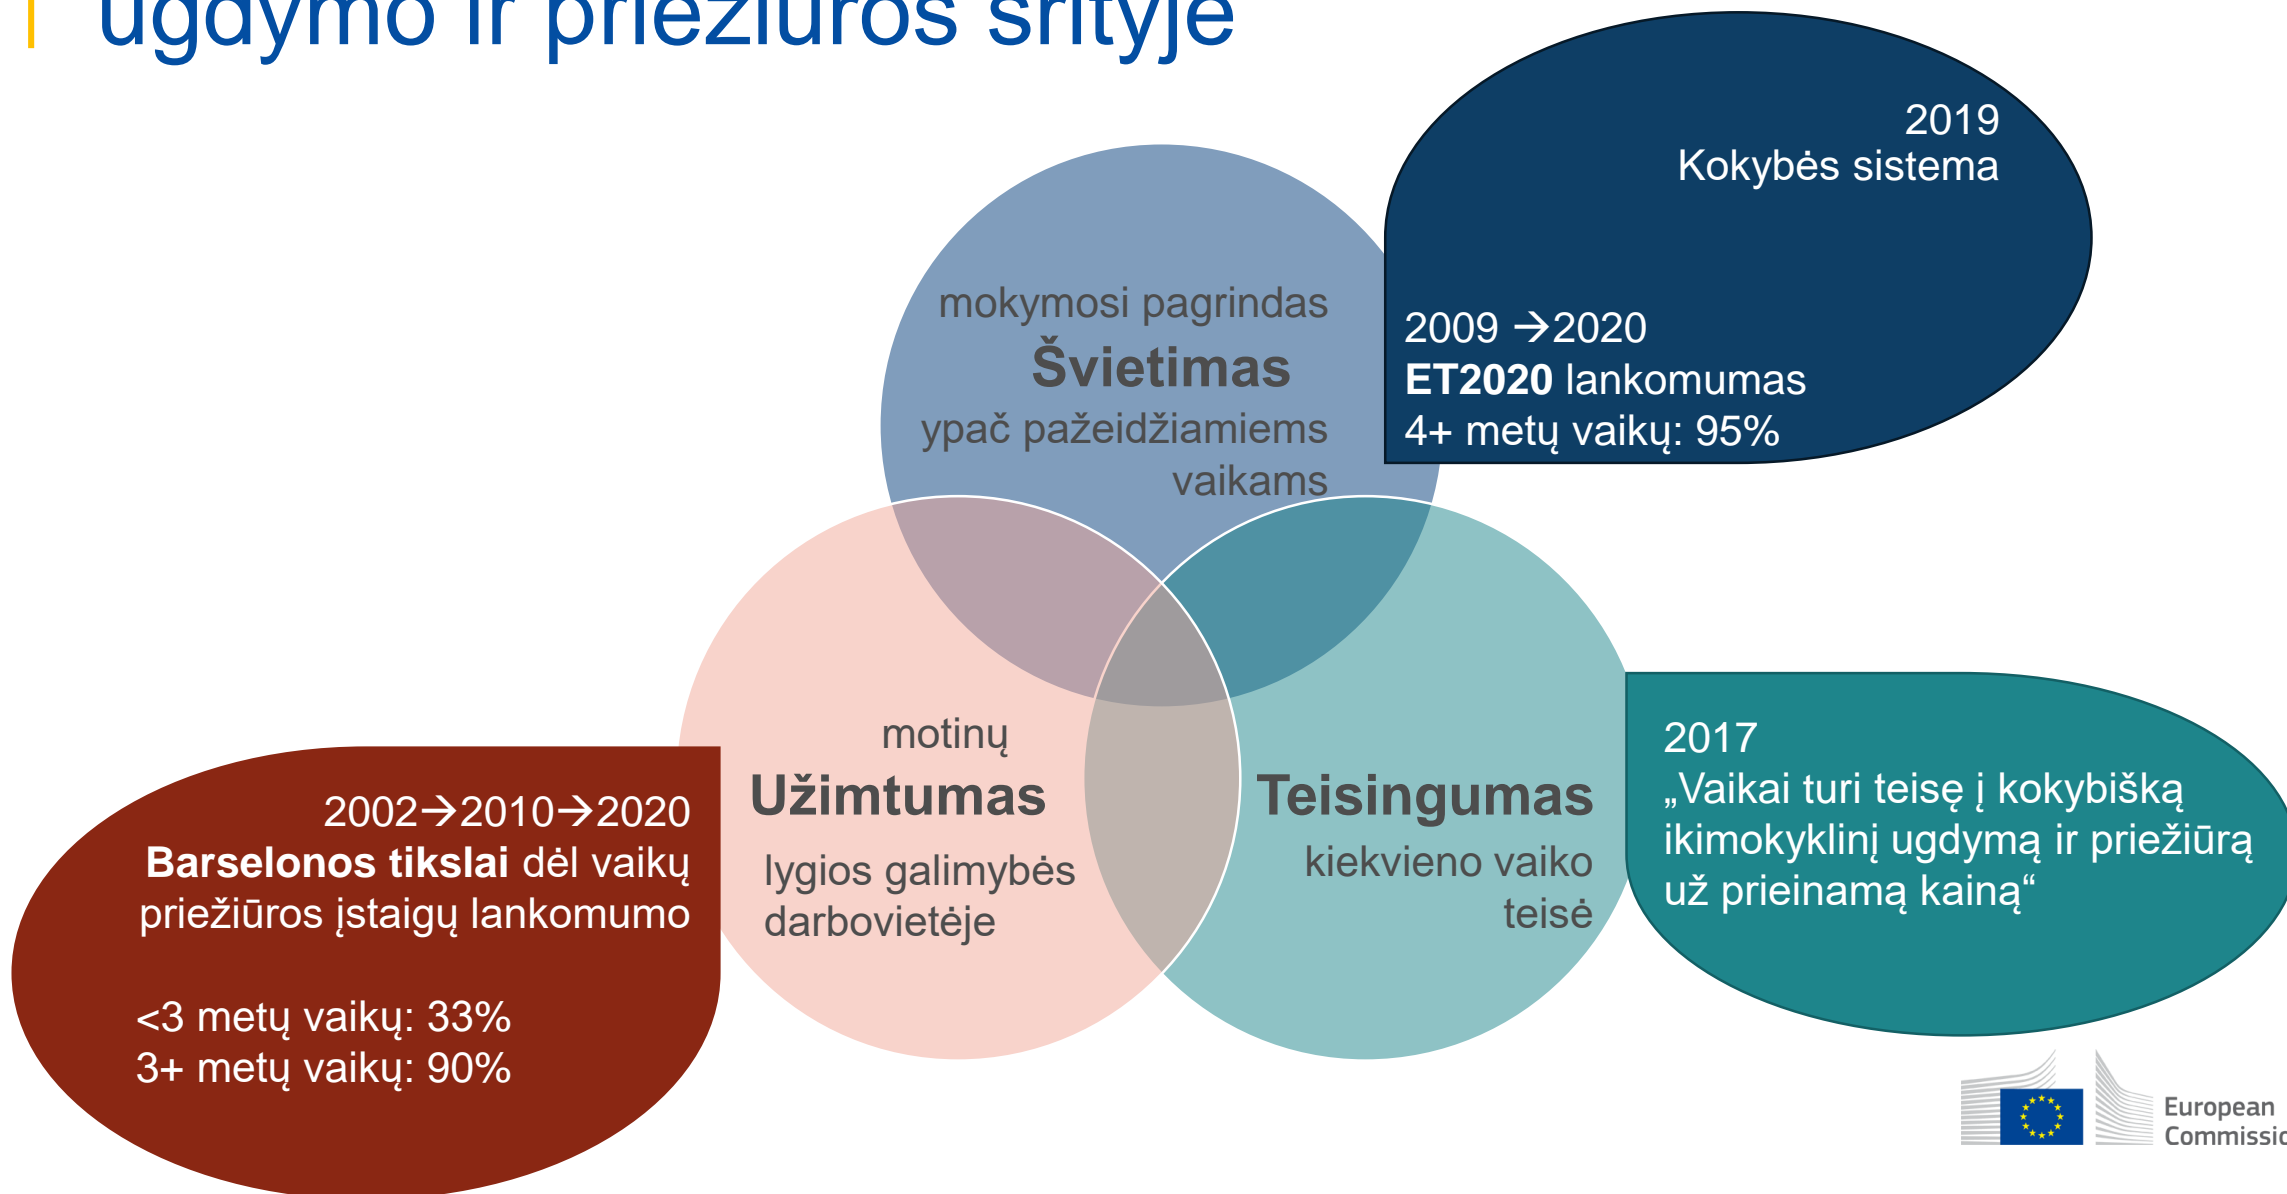 ugdymo ir priežiūros srityje
2019
Kokybės sistema
2009 →2020
ET2020 lankomumas
4+ metų vaikų: 95%
mokymosi pagrindas
Švietimas
ypač pažeidžiamiems
vaikams
motinų
Užimtumas
lygios galimybės
darbovietėje
Teisingumas
kiekvieno vaiko
teisė
2002→2010→2020
Barselonos tikslai dėl vaikų
priežiūros įstaigų lankomumo
<3 metų vaikų: 33%
3+ metų vaikų: 90%
2017
„Vaikai turi teisę į kokybišką
ikimokyklinį ugdymą ir priežiūrą
už prieinamą kainą“
European
Commissio